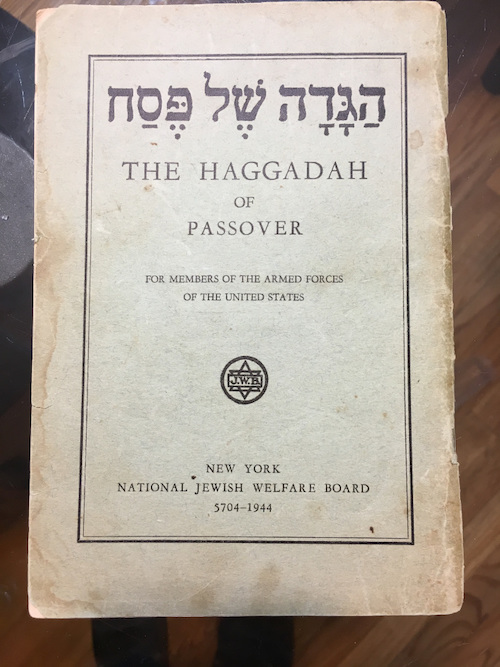 הַגָּדָה שֶׁל פֶּסַח
THE HAGGADAH
OF
PASSOVER
FOR MEMBERS OF THE ARMED FORCES
OF THE UNITED STATES
J.W.B.
NEW YORK
NATIONAL JEWISH WELFARE BOARD
5704–1944